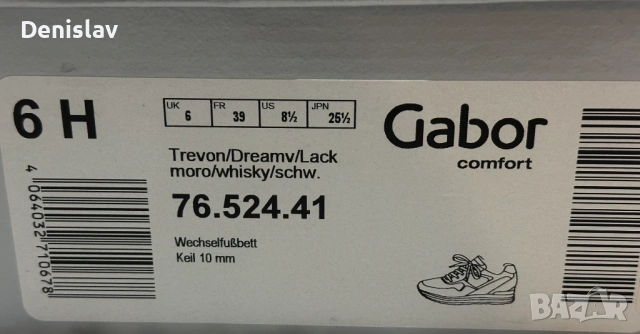 Denislav
6 H
UK FR US JPN
6 39 8½ 25½
Gabor
comfort
Trevon/Dreamv/Lack
moro/whisky/schw.
76.524.41
Wechselfußbett
Keil 10 mm
4 064032 710678
BAZAR